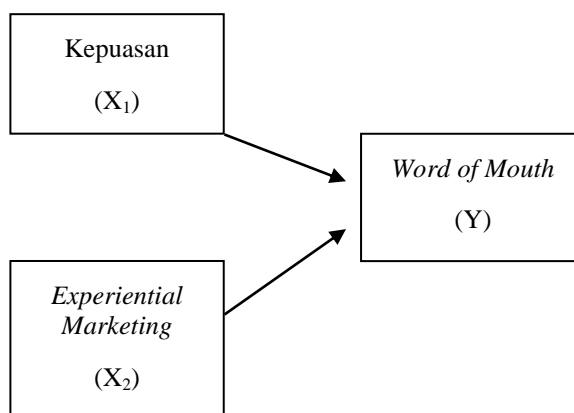 Kepuasan
(X₁)
Word of Mouth
(Y)
Experiential
Marketing
(X₂)